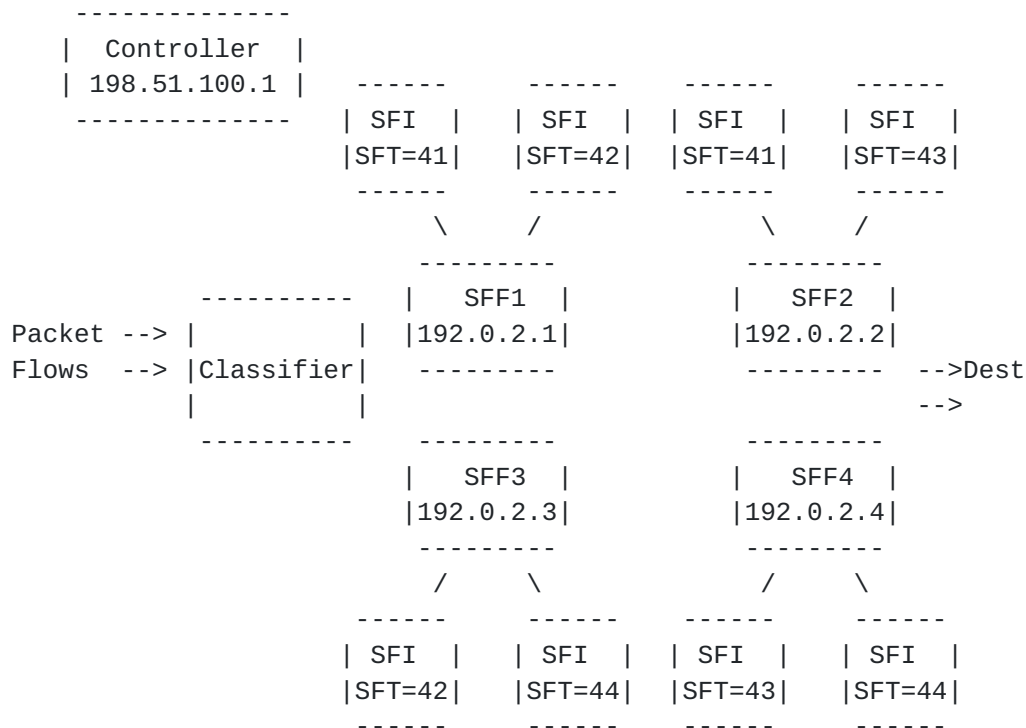 --------------
| Controller |
| 198.51.100.1 | ------ ------ ------ ------
-------------- | SFI | | SFI | | SFI | | SFI |
|SFT=41| |SFT=42| |SFT=41| |SFT=43|
------ ------ ------ ------
\ / \ /
--------- ---------
---------- | SFF1 | | SFF2 |
Packet --> | | |192.0.2.1| |192.0.2.2|
Flows --> |Classifier| --------- --------- -->Dest
| | -->
---------- --------- ---------
| SFF3 | | SFF4 |
|192.0.2.3| |192.0.2.4|
--------- ---------
/ \ / \
------ ------ ------ ------
| SFI | | SFI | | SFI | | SFI |
|SFT=42| |SFT=44| |SFT=43| |SFT=44|
------ ------ ------ ------